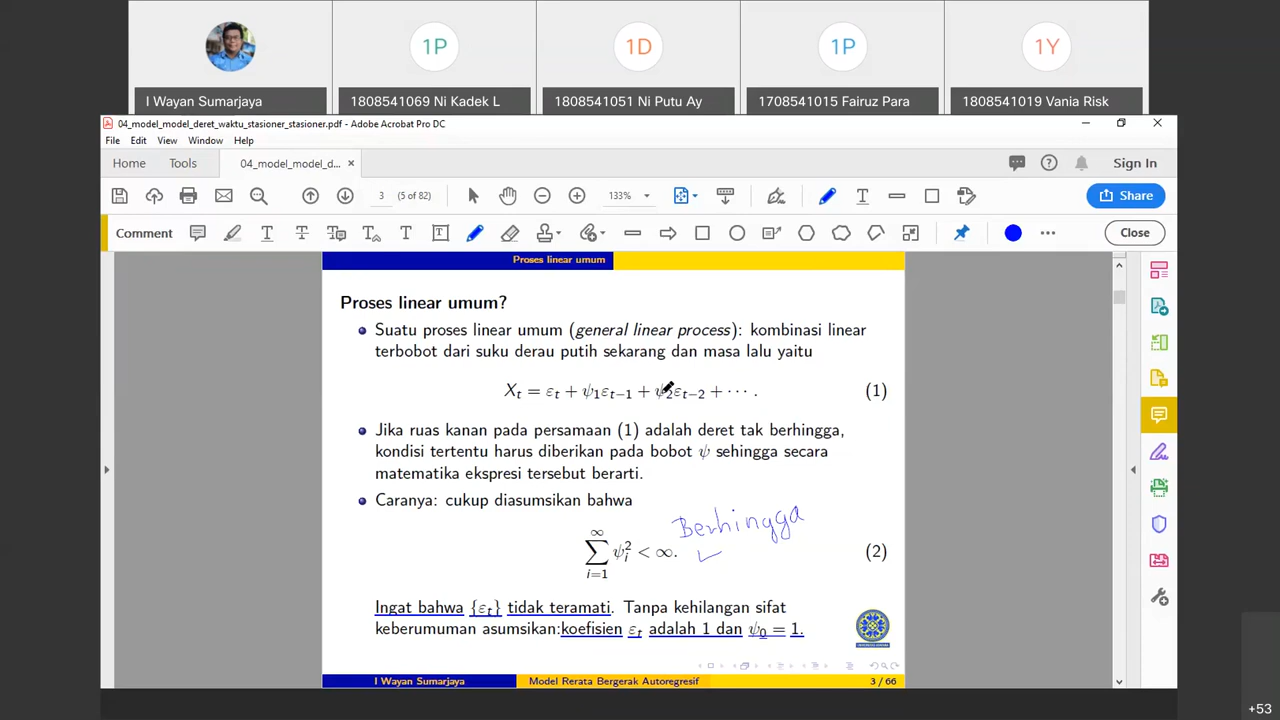 1P
1D
1P
1Y
I Wayan Sumarjaya
1808541069 Ni Kadek L
1808541051 Ni Putu Ay
1708541015 Fairuz Para
1808541019 Vania Risk
04_model_model_deret_waktu_stasioner_stasioner.pdf - Adobe Acrobat Pro DC
File Edit View Window Help
Home Tools 04_model_model_d... × Sign In
3 (5 of 82) 133% Share
Comment Close
Proses linear umum
Proses linear umum?
Suatu proses linear umum (general linear process): kombinasi linear
terbobot dari suku derau putih sekarang dan masa lalu yaitu
X_t = ε_t + ψ_1ε_{t−1} + ψ_2ε_{t−2} + ⋯ . (1)
Jika ruas kanan pada persamaan (1) adalah deret tak berhingga,
kondisi tertentu harus diberikan pada bobot ψ sehingga secara
matematika ekspresi tersebut berarti.
Caranya: cukup diasumsikan bahwa
Berhingga
∑_{i=1}^{∞} ψ_i^2 < ∞. (2)
Ingat bahwa {ε_t} tidak teramati. Tanpa kehilangan sifat
keberumuman asumsikan:koefisien ε_t adalah 1 dan ψ_0 = 1.
I Wayan Sumarjaya Model Rerata Bergerak Autoregresif 3 / 66
+53